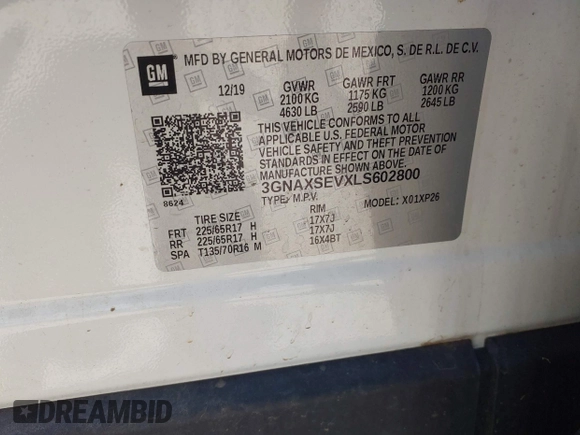 GM
MFD BY GENERAL MOTORS DE MEXICO, S. DE R.L. DE C.V.
12/19 GVWR GAWR FRT GAWR RR
2100 KG 1175 KG 1200 KG
4630 LB 2590 LB 2645 LB
THIS VEHICLE CONFORMS TO ALL
APPLICABLE U.S. FEDERAL MOTOR
VEHICLE SAFETY AND THEFT PREVENTION
STANDARDS IN EFFECT ON THE DATE OF
MANUFACTURE SHOWN ABOVE.
3GNAXSEVXLS602800
8624 TYPE: M.P.V. MODEL: X01XP26
TIRE SIZE RIM
FRT 225/65R17 H 17X7J
RR 225/65R17 H 17X7J
SPA T135/70R16 M 16X4BT
DREAMBID